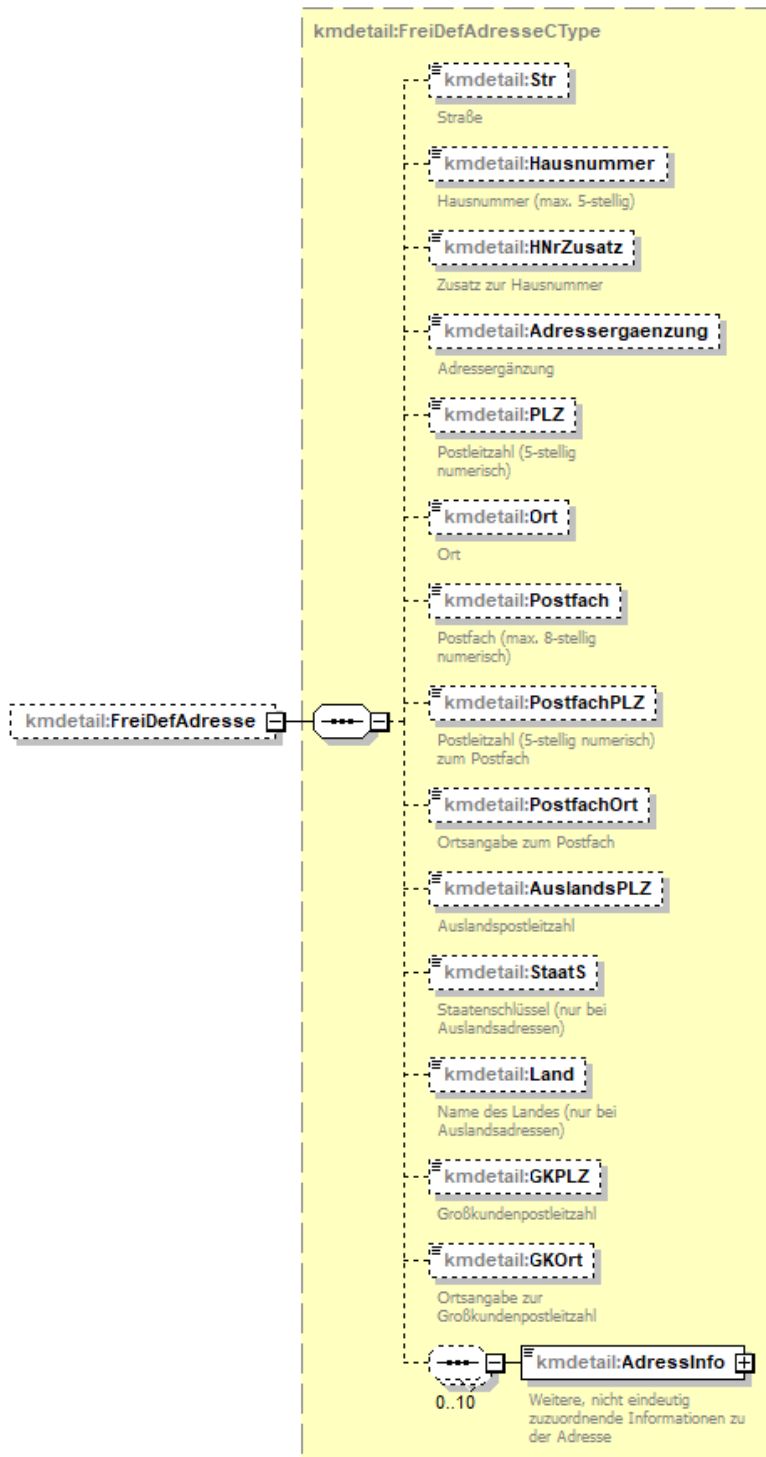 kmdetail:FreiDefAdresseCType
kmdetail:Str
Straße
kmdetail:Hausnummer
Hausnummer (max. 5-stellig)
kmdetail:HNrZusatz
Zusatz zur Hausnummer
kmdetail:Adressergaenzung
Adressergänzung
kmdetail:PLZ
Postleitzahl (5-stellig
numerisch)
kmdetail:Ort
Ort
kmdetail:Postfach
Postfach (max. 8-stellig
numerisch)
kmdetail:FreiDefAdresse
kmdetail:PostfachPLZ
Postleitzahl (5-stellig numerisch)
zum Postfach
kmdetail:PostfachOrt
Ortsangabe zum Postfach
kmdetail:AuslandsPLZ
Auslandspostleitzahl
kmdetail:StaatS
Staatenschlüssel (nur bei
Auslandsadressen)
kmdetail:Land
Name des Landes (nur bei
Auslandsadressen)
kmdetail:GKPLZ
Großkundenpostleitzahl
kmdetail:GKOrt
Ortsangabe zur
Großkundenpostleitzahl
kmdetail:AdressInfo
0..10
Weitere, nicht eindeutig
zuzuordnende Informationen zu
der Adresse